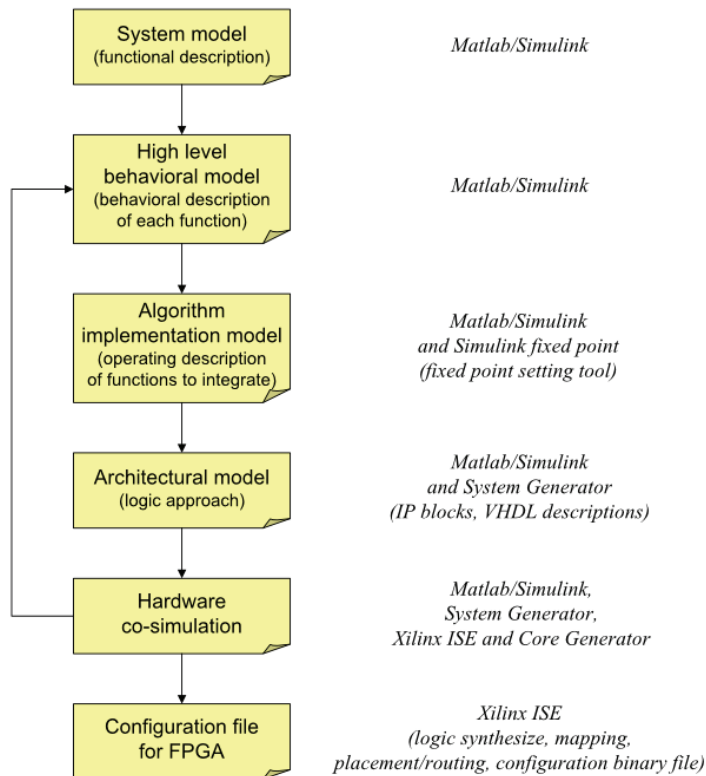 System model
(functional description)
Matlab/Simulink
High level
behavioral model
(behavioral description
of each function)
Matlab/Simulink
Algorithm
implementation model
(operating description
of functions to integrate)
Matlab/Simulink
and Simulink fixed point
(fixed point setting tool)
Architectural model
(logic approach)
Matlab/Simulink
and System Generator
(IP blocks, VHDL descriptions)
Hardware
co-simulation
Matlab/Simulink,
System Generator,
Xilinx ISE and Core Generator
Configuration file
for FPGA
Xilinx ISE
(logic synthesize, mapping,
placement/routing, configuration binary file)